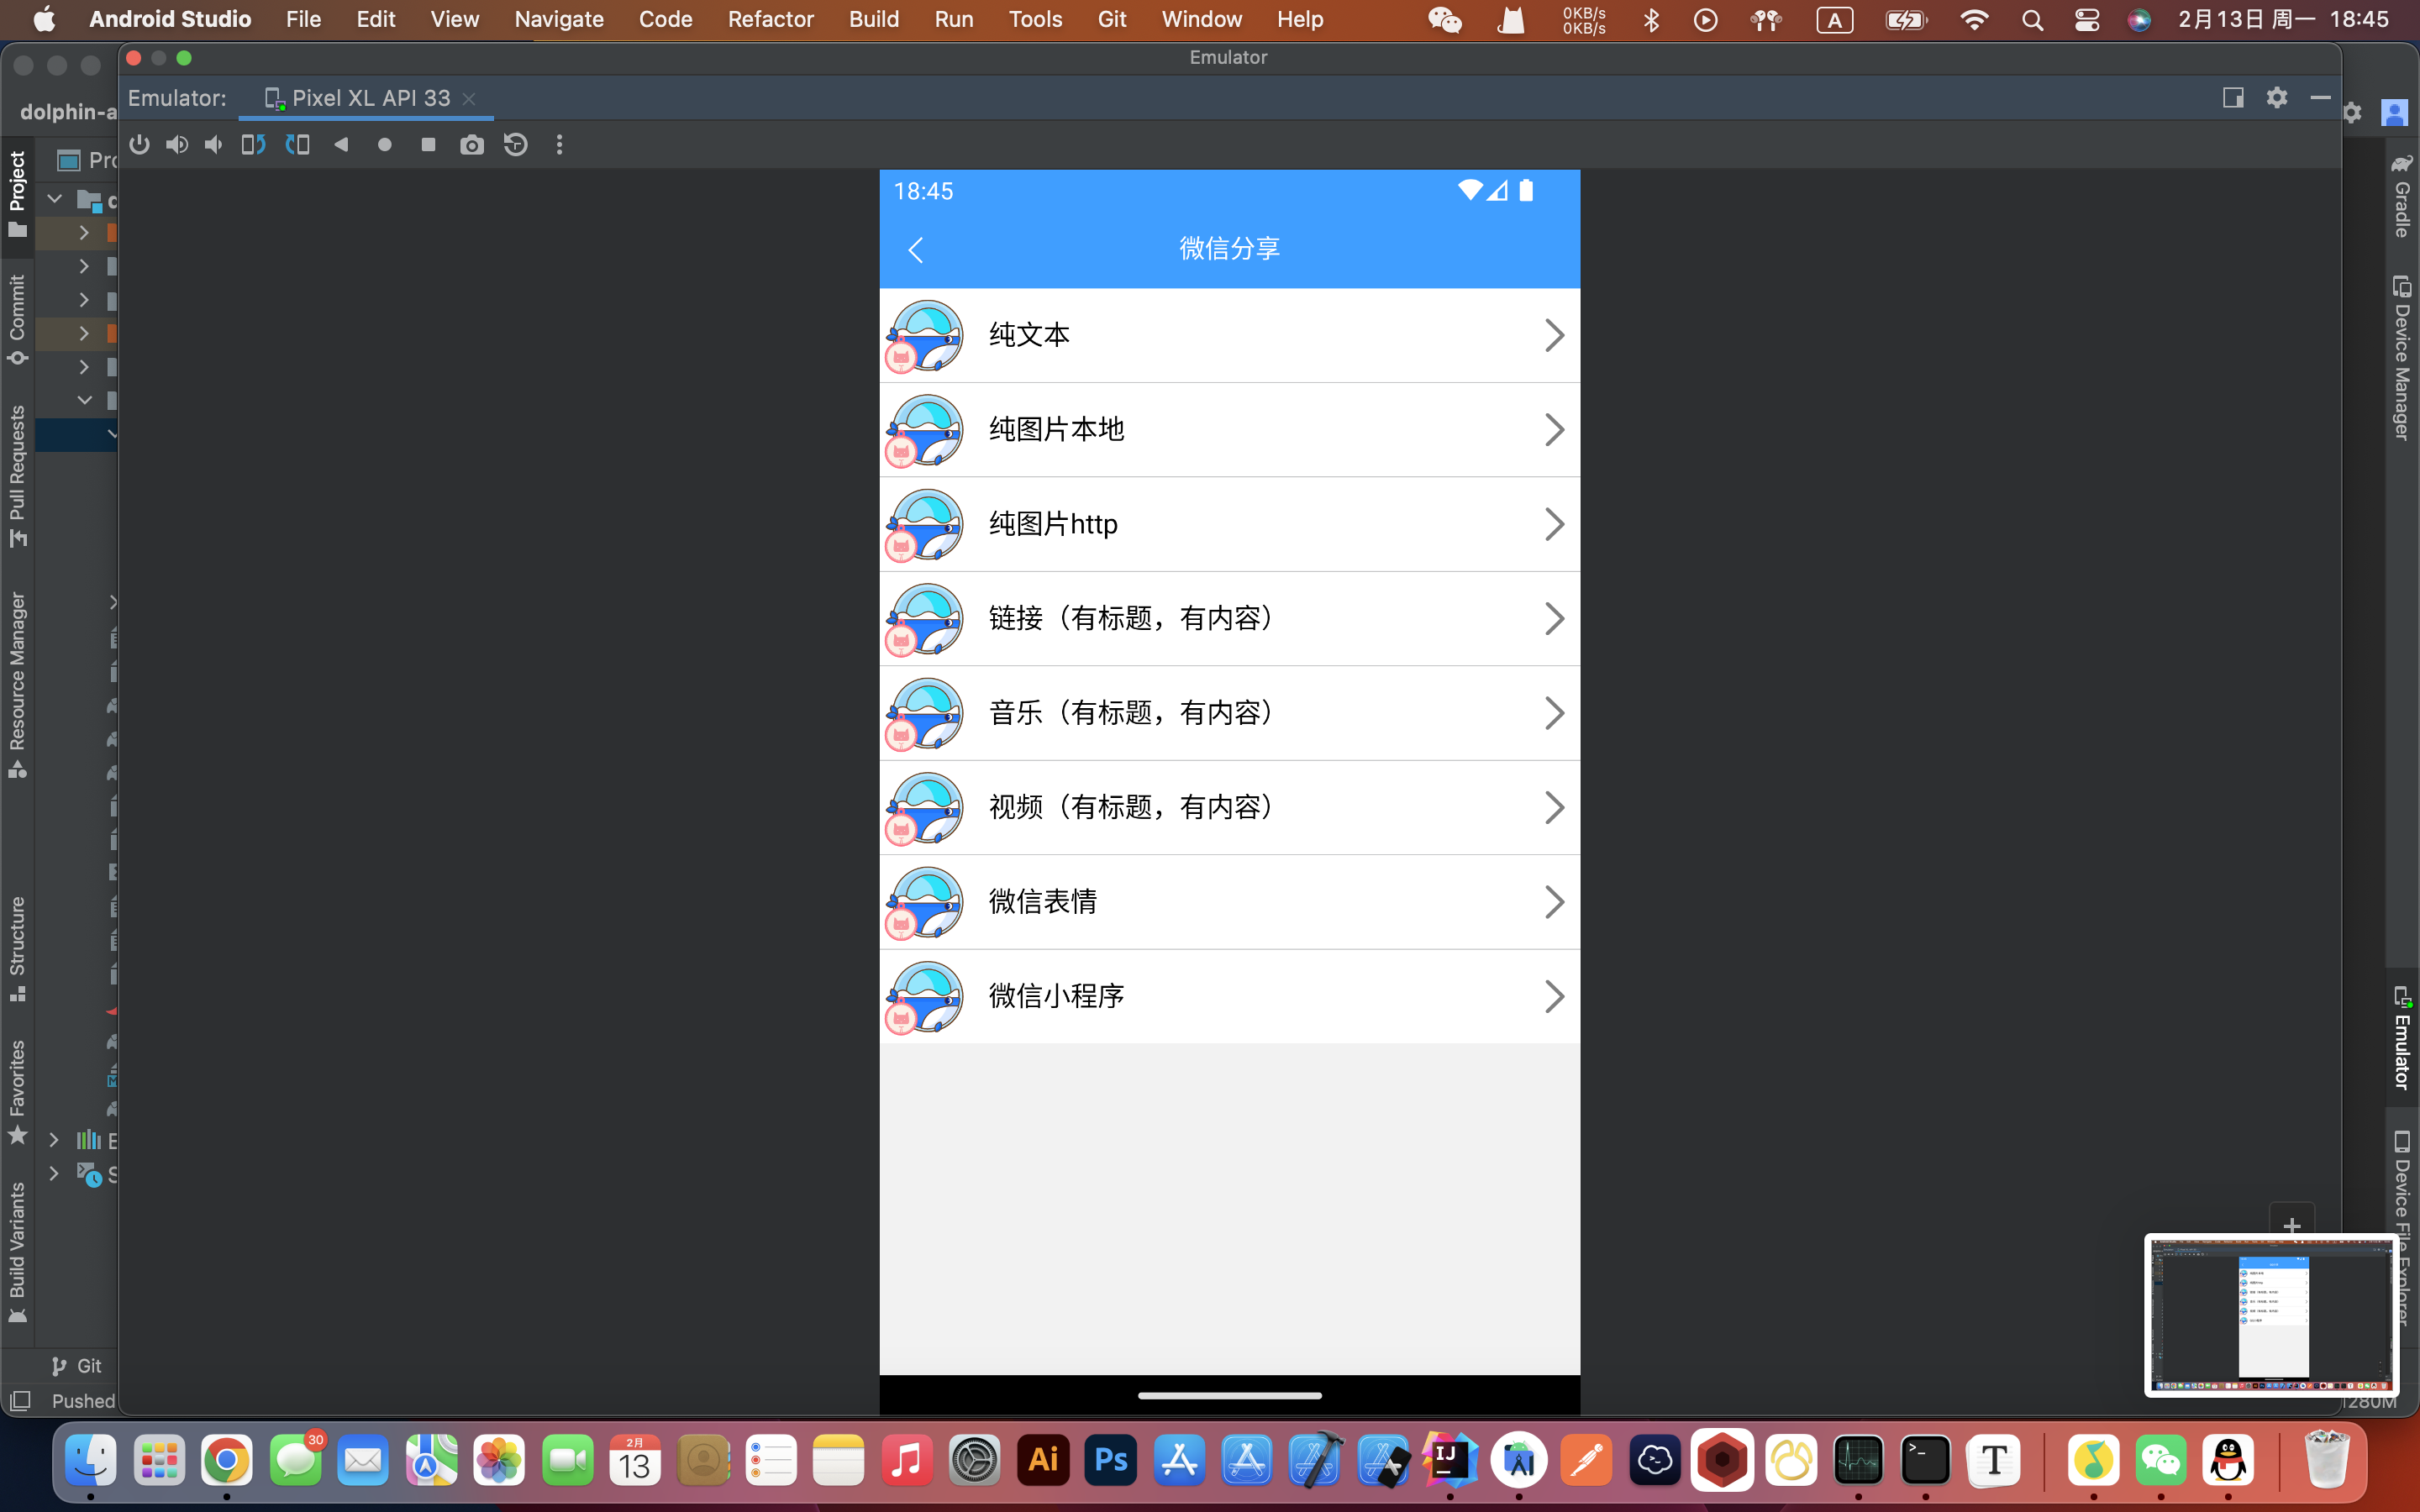 Android Studio File Edit View Navigate Code Refactor Build Run Tools Git Window Help 0KB/s 0KB/s A 2月13日 周一 18:45
Emulator
Emulator: Pixel XL API 33
dolphin-a
Project
Commit
Pull Requests
Resource Manager
Structure
Favorites
Build Variants
18:45
微信分享
纯文本
纯图片本地
纯图片http
链接（有标题，有内容）
音乐（有标题，有内容）
视频（有标题，有内容）
微信表情
微信小程序
Gradle
Device Manager
Emulator
Device File Explorer
Git
Pushed
1280M
30
2月
13
Ai
Ps
IJ
T